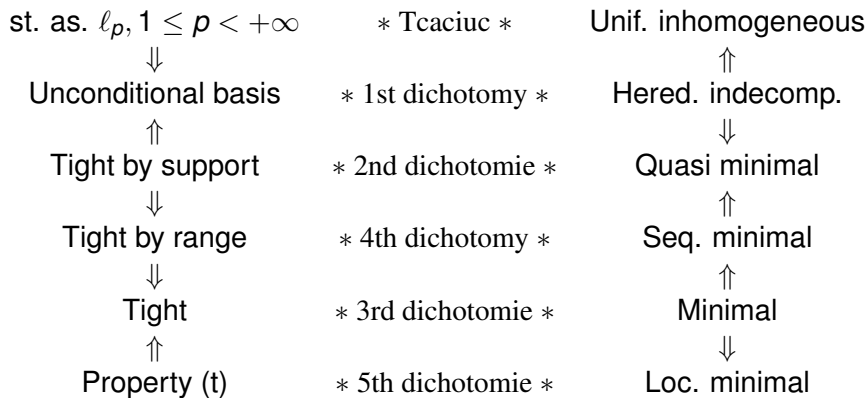 st. as. ℓ_p, 1 ≤ p < +∞ ∗ Tcaciuc ∗ Unif. inhomogeneous
⇓ ⇑
Unconditional basis ∗ 1st dichotomy ∗ Hered. indecomp.
⇑ ⇓
Tight by support ∗ 2nd dichotomie ∗ Quasi minimal
⇓ ⇑
Tight by range ∗ 4th dichotomy ∗ Seq. minimal
⇓ ⇑
Tight ∗ 3rd dichotomie ∗ Minimal
⇑ ⇓
Property (t) ∗ 5th dichotomie ∗ Loc. minimal